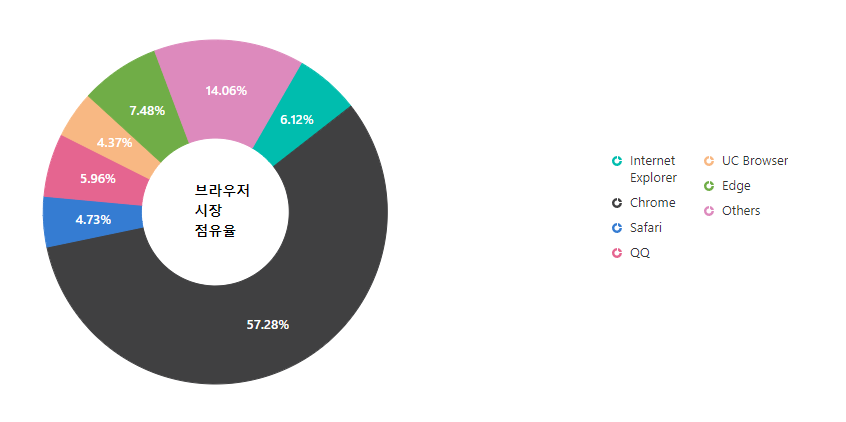 14.06%
7.48%
6.12%
4.37%
5.96%
4.73%
57.28%
브라우저
시장
점유율
Internet
Explorer
Chrome
Safari
QQ
UC Browser
Edge
Others